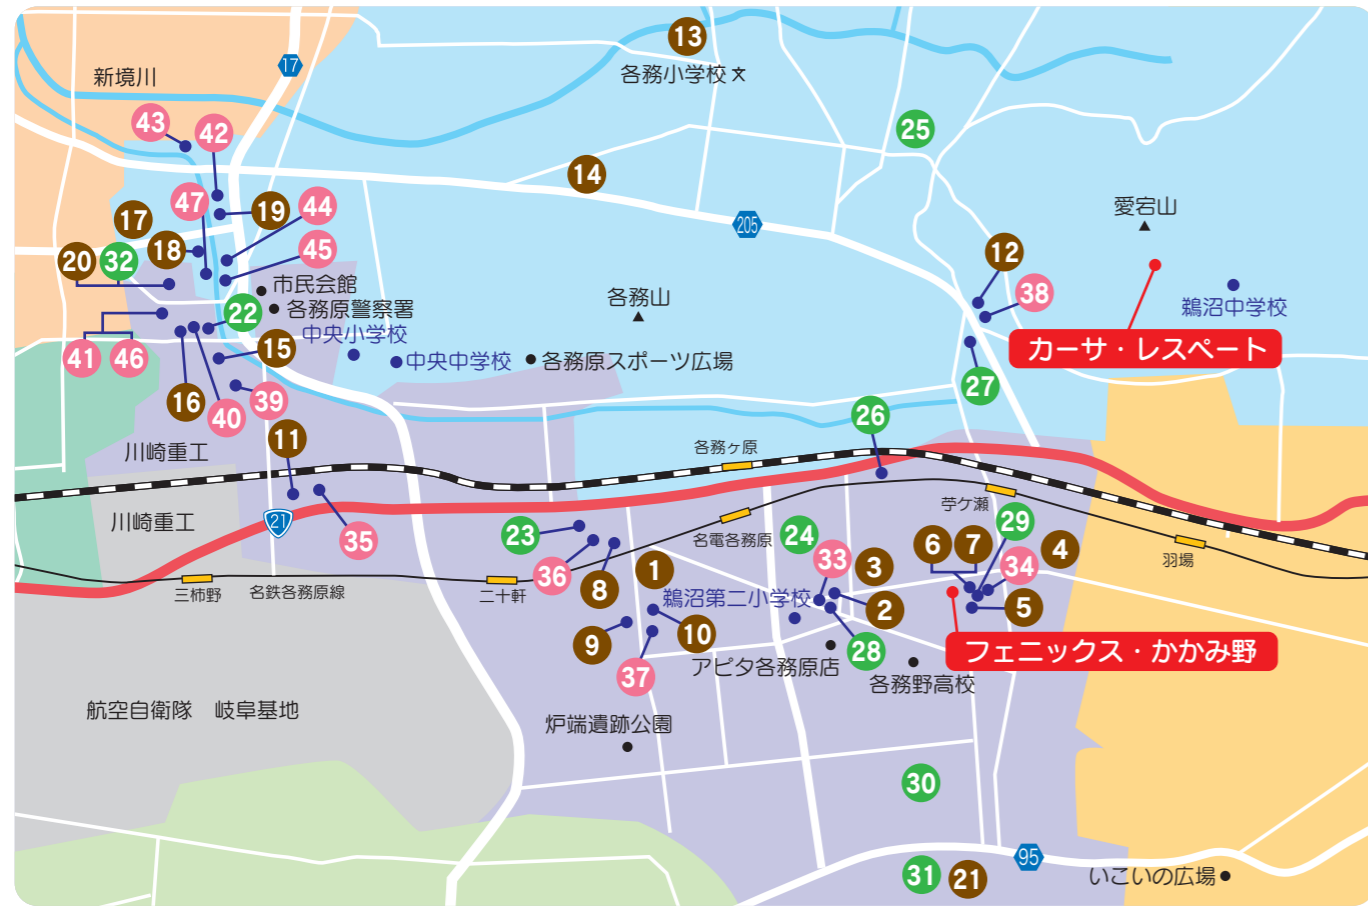 13
17
新境川
各務小学校
43
42
25
14
47
19
44
愛宕山
17
205
18
45
12
20
32
市民会館
38
各務山
鵜沼中学校
22
各務原警察署
中央小学校
カーサ・レスペート
41
46
15
中央中学校
各務原スポーツ広場
27
16
40
39
26
11
川崎重工
各務ヶ原
苧ケ瀬
川崎重工
21
35
23
名電各務原
24
29
羽場
33
6
7
4
36
8
1
3
34
三柿野
名鉄各務原線
二十軒
鵜沼第二小学校
2
5
9
10
28
フェニックス・かかみ野
アピタ各務原店
37
各務野高校
航空自衛隊 岐阜基地
炉端遺跡公園
30
95
31
21
いこいの広場